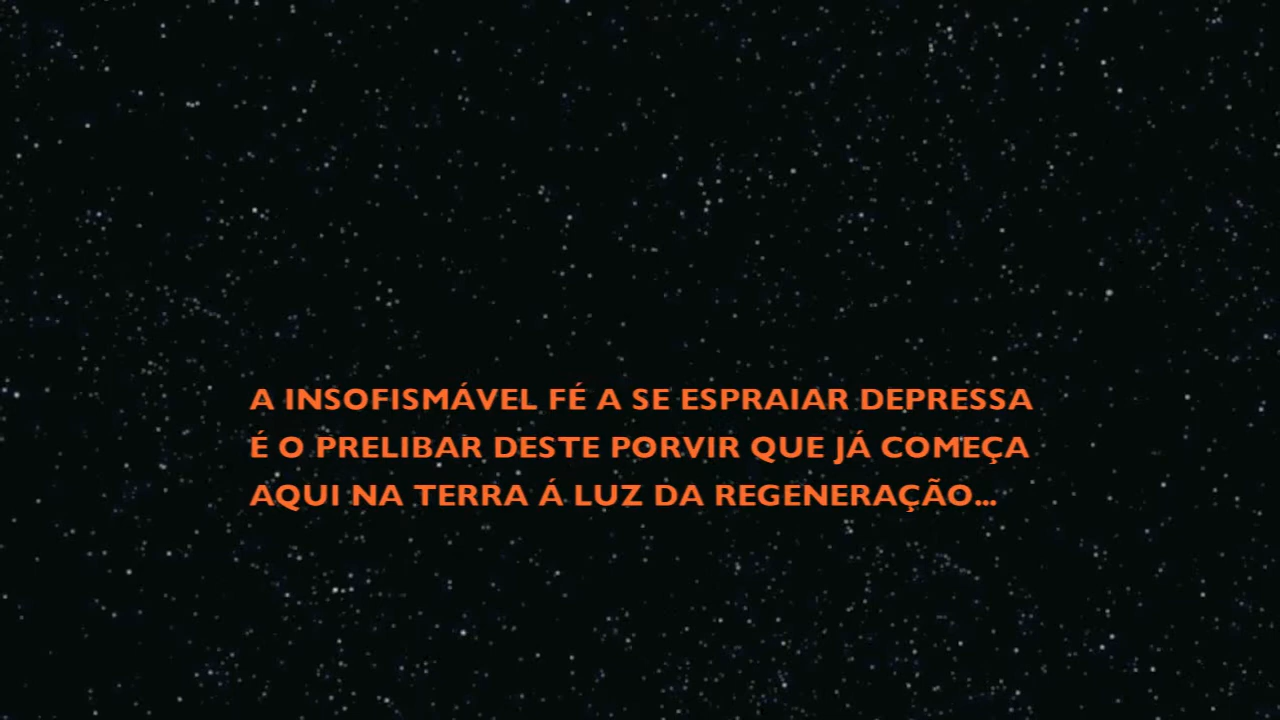 A INSOFISMÁVEL FÉ A SE ESPRAIAR DEPRESSA
É O PRELIBAR DESTE PORVIR QUE JÁ COMEÇA
AQUI NA TERRA Á LUZ DA REGENERAÇÃO...